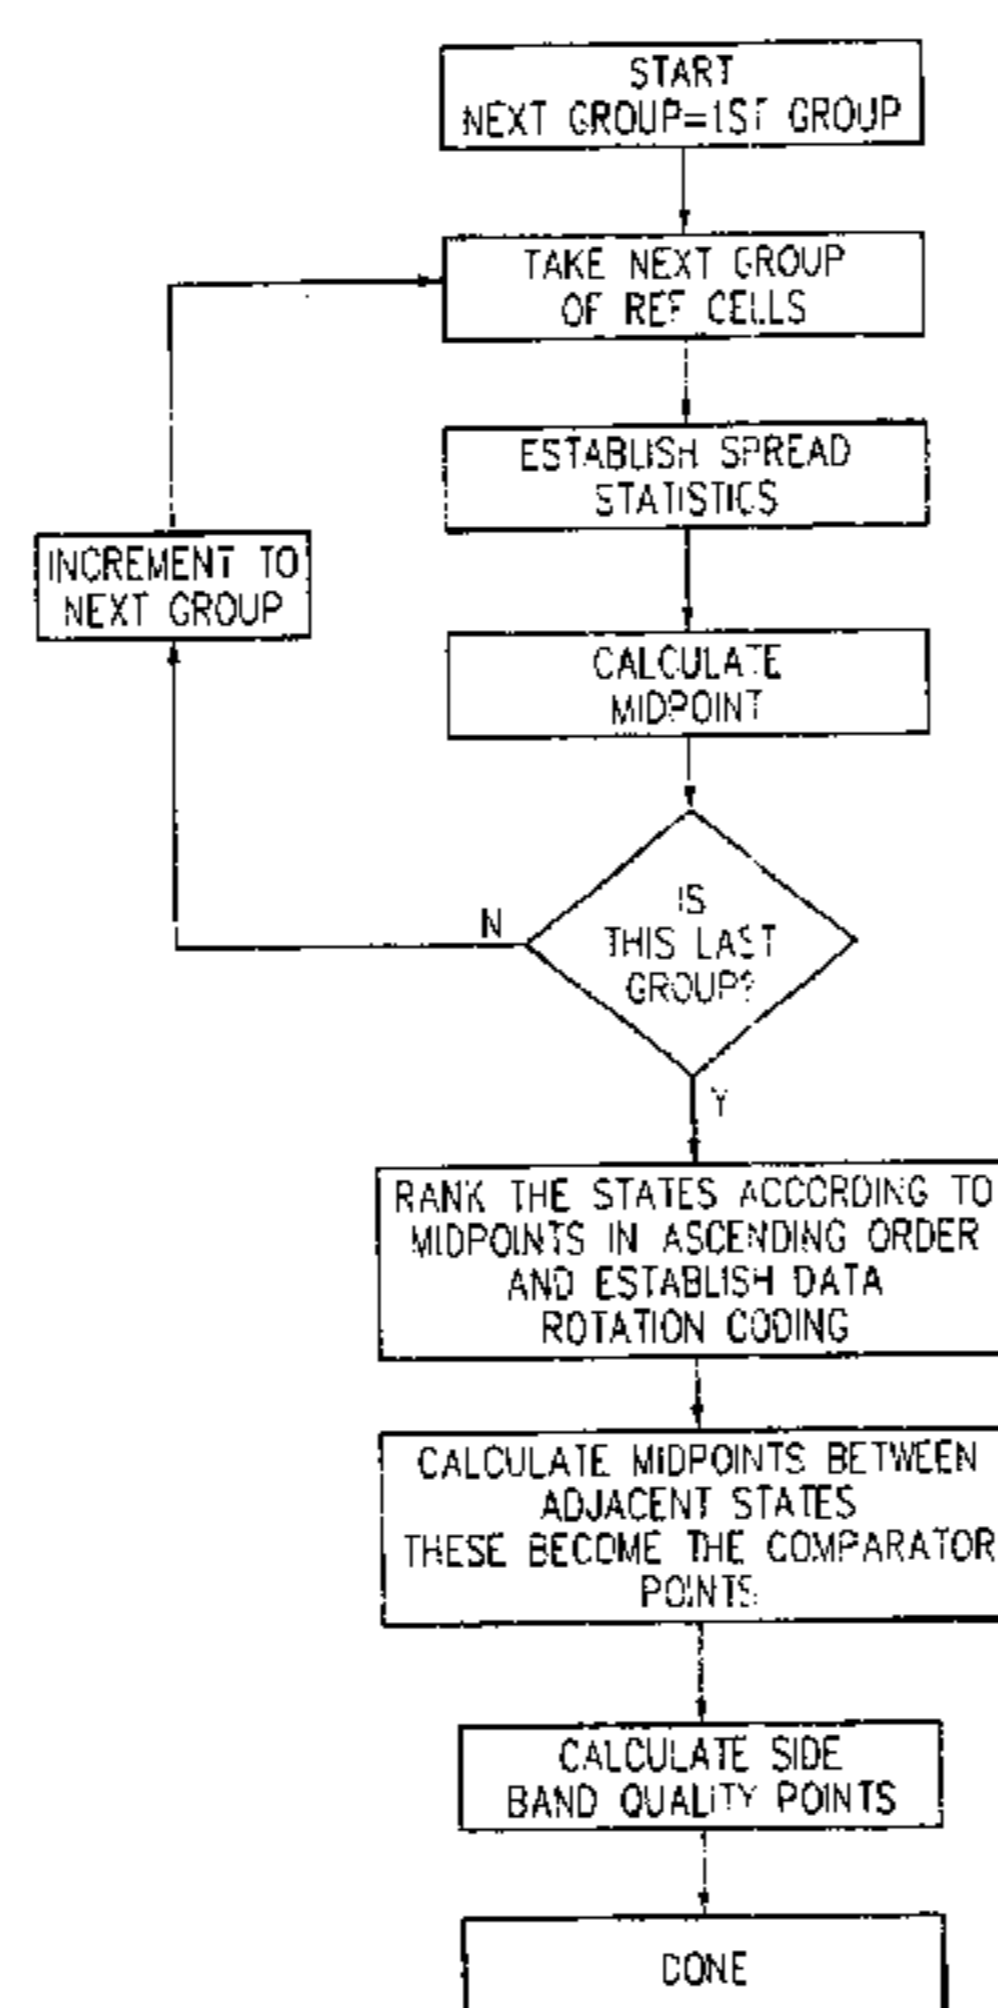 START
NEXT GROUP=1ST GROUP
TAKE NEXT GROUP
OF REF CELLS
ESTABLISH SPREAD
STATISTICS
INCREMENT TO
NEXT GROUP
CALCULATE
MIDPOINT
IS
THIS LAST
GROUP?
N
Y
RANK THE STATES ACCORDING TO
MIDPOINTS IN ASCENDING ORDER
AND ESTABLISH DATA
ROTATION CODING
CALCULATE MIDPOINTS BETWEEN
ADJACENT STATES
THESE BECOME THE COMPARATOR
POINTS
CALCULATE SIDE
BAND QUALITY POINTS
DONE